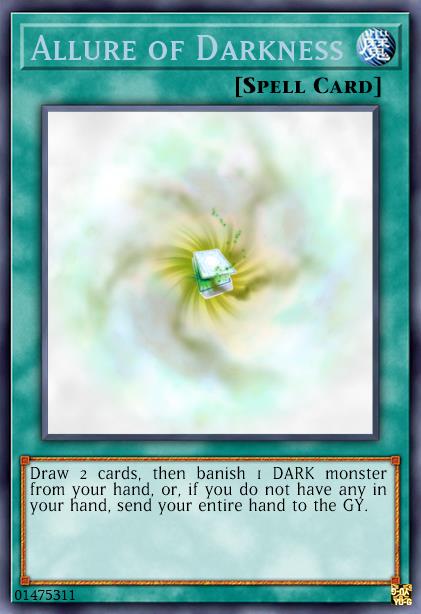 Allure of Darkness 魔
[Spell Card]
Draw 2 cards, then banish 1 DARK monster
from your hand, or, if you do not have any in
your hand, send your entire hand to the GY.
01475311